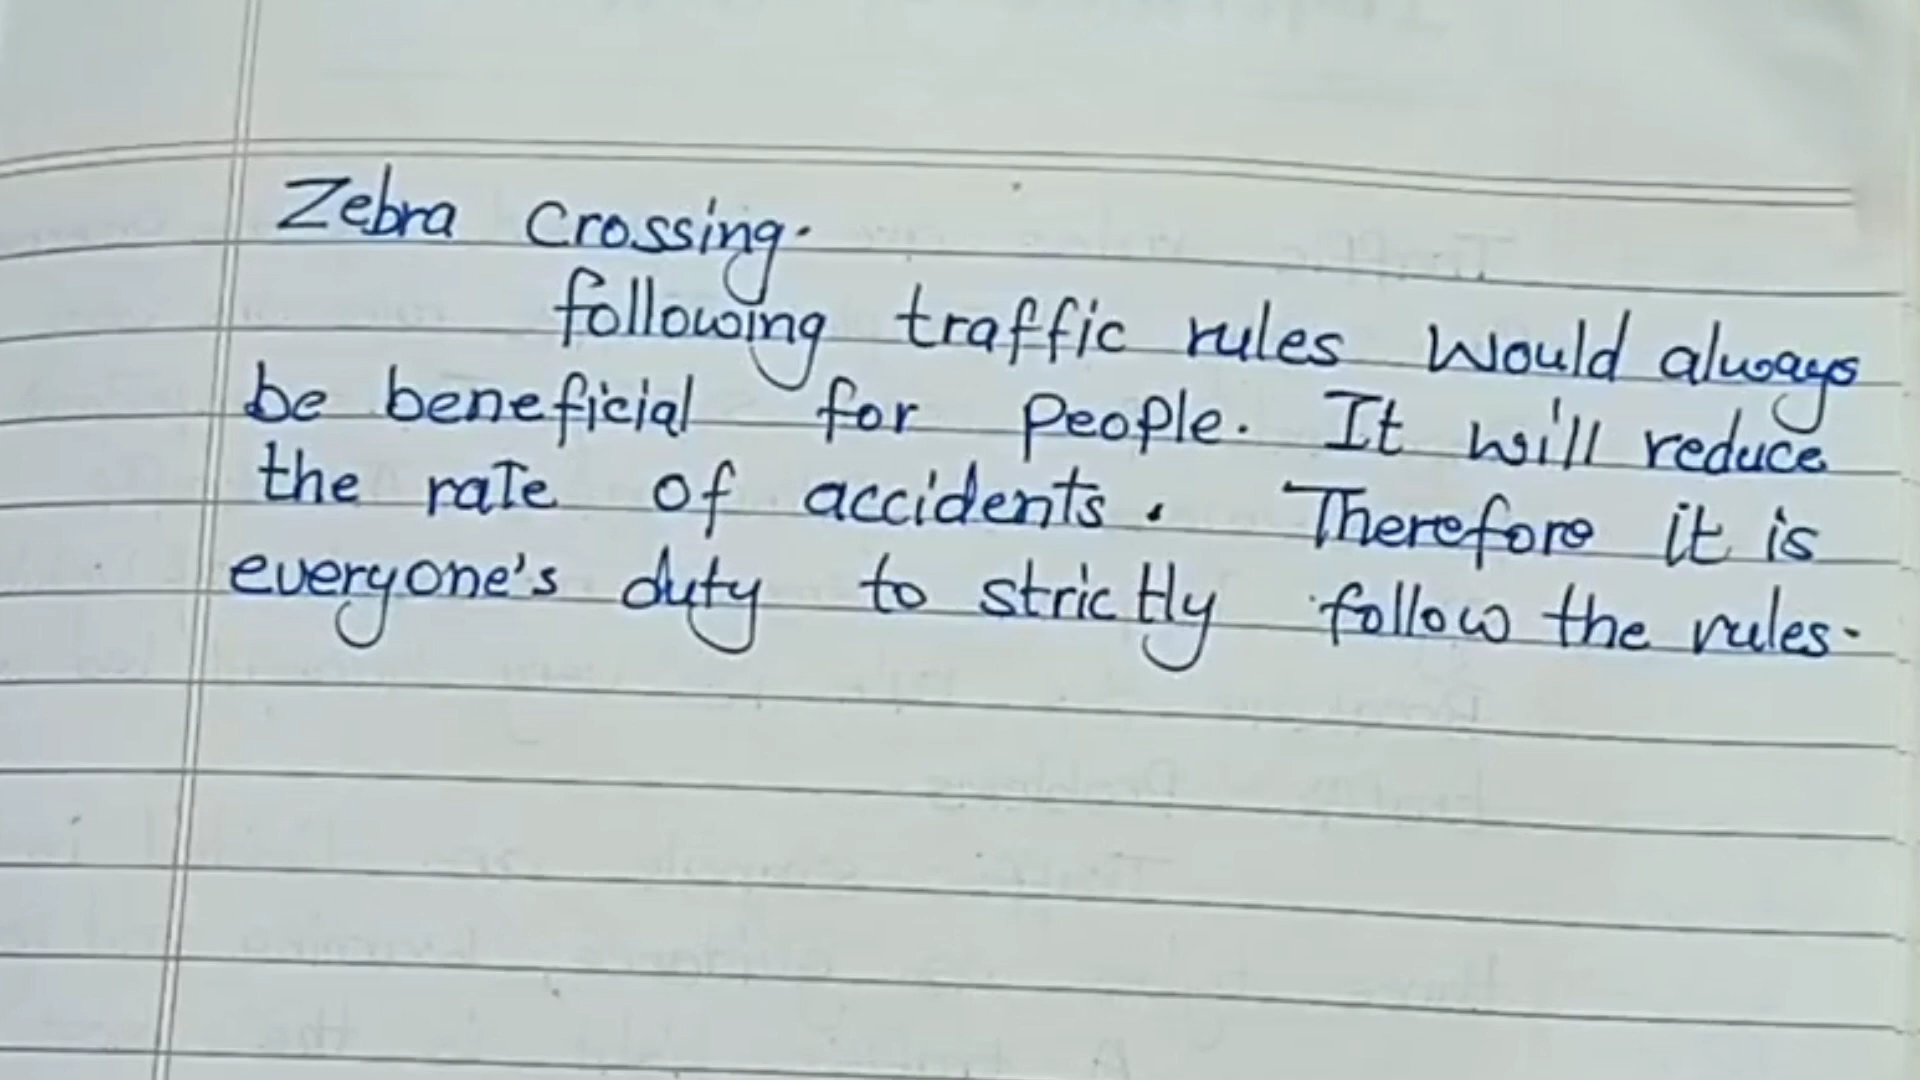 Zebra Crossing.
following traffic rules would always
be beneficial for people. It will reduce
the rate of accidents. Therefore it is
everyone's duty to strictly follow the rules.